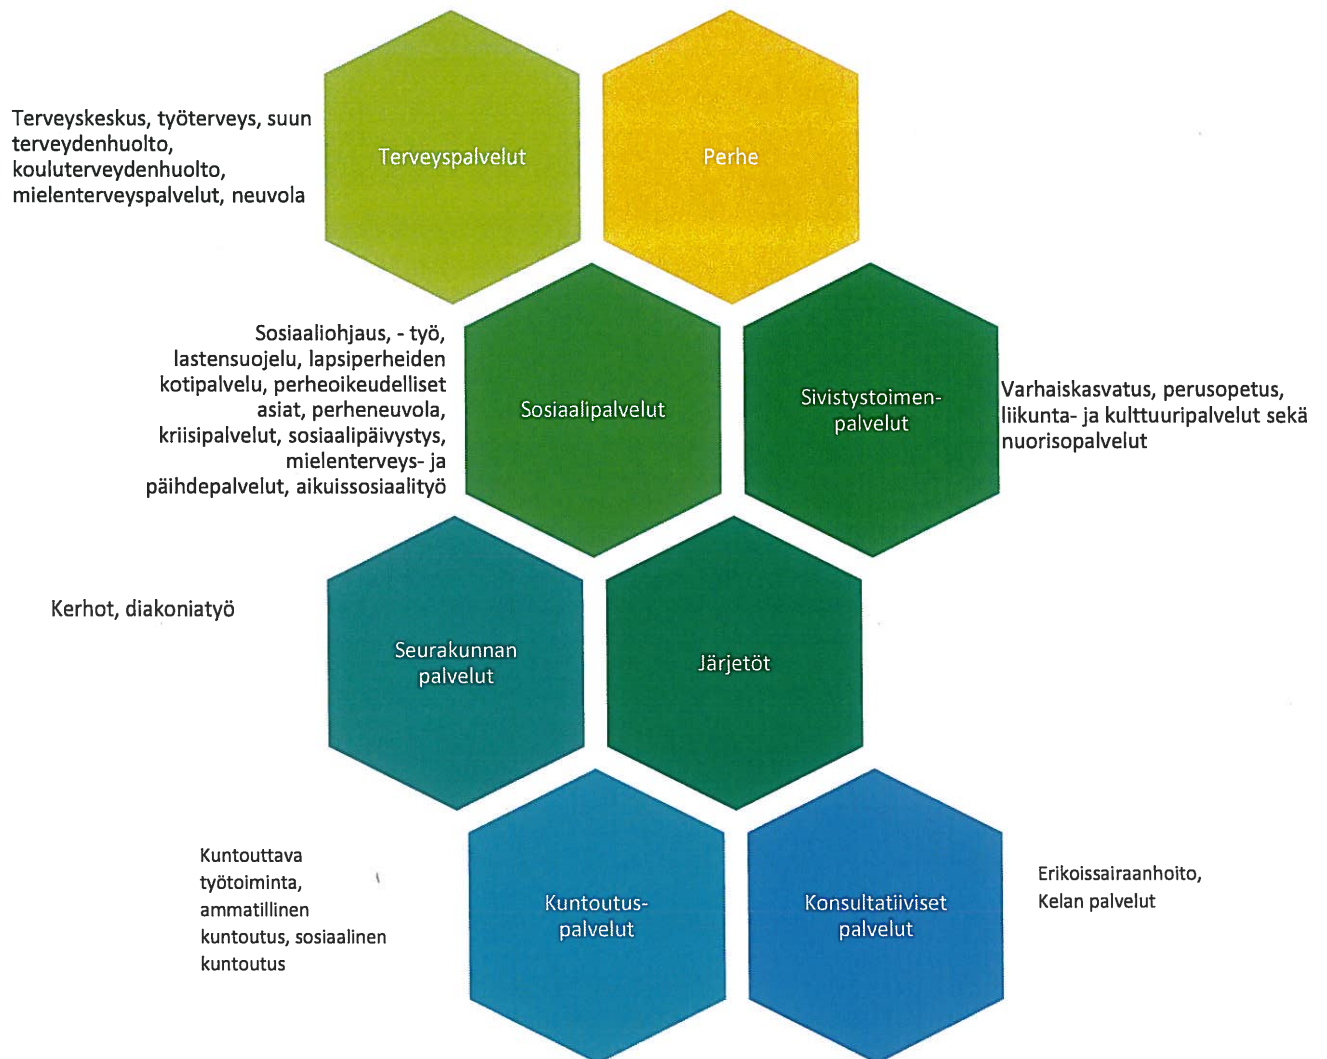 Terveyskeskus, työterveys, suun
terveydenhuolto,
kouluterveydenhuolto,
mielenterveyspalvelut, neuvola
Terveyspalvelut
Perhe
Sosiaaliohjaus, - työ,
lastensuojelu, lapsiperheiden
kotipalvelu, perheoikeudelliset
asiat, perheneuvola,
kriisipalvelut, sosiaalipäivystys,
mielenterveys- ja
päihdepalvelut, aikuissosiaalityö
Sosiaalipalvelut
Sivistystoimen-
palvelut
Varhaiskasvatus, perusopetus,
liikunta- ja kulttuuripalvelut sekä
nuorisopalvelut
Kerhot, diakoniatyö
Seurakunnan
palvelut
Järjetöt
Kuntouttava
työtoiminta,
ammatillinen
kuntoutus, sosiaalinen
kuntoutus
Kuntoutus-
palvelut
Konsultatiiviset
palvelut
Erikoissairaanhoito,
Kelan palvelut